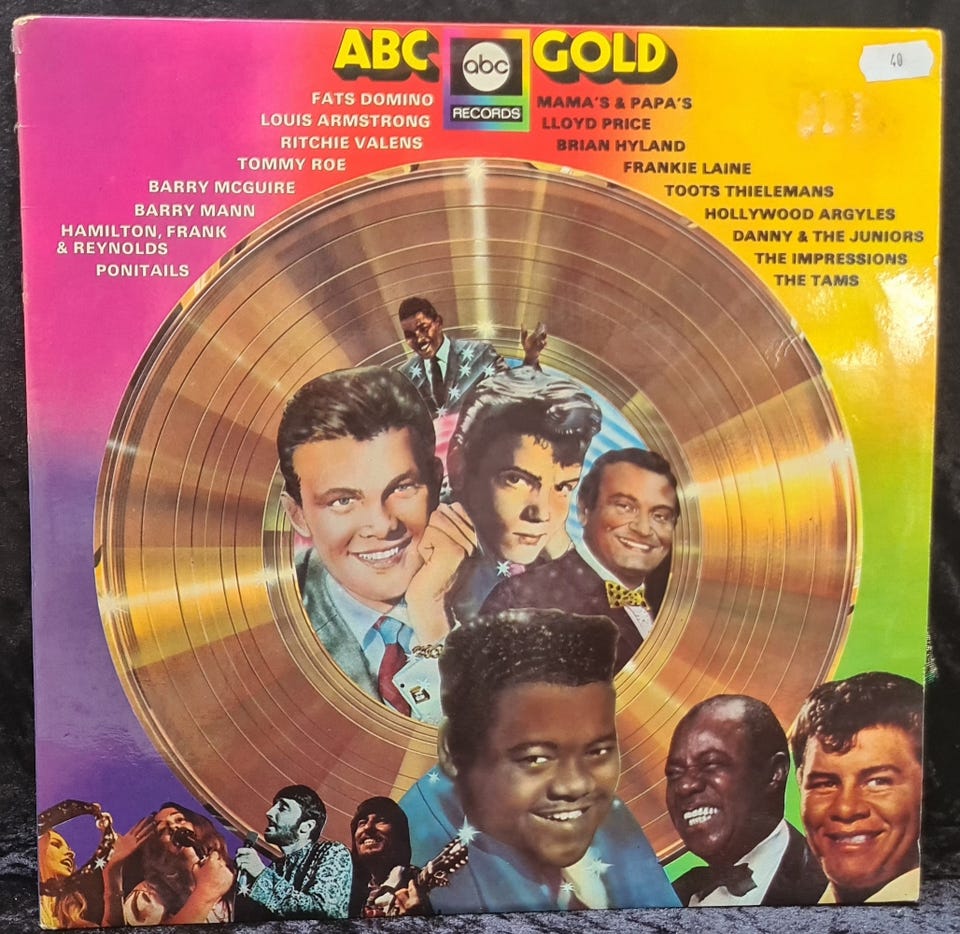 ABC GOLD
abc
RECORDS
40
FATS DOMINO
LOUIS ARMSTRONG
RITCHIE VALENS
TOMMY ROE
BARRY MCGUIRE
BARRY MANN
HAMILTON, FRANK
& REYNOLDS
PONITAILS
MAMA'S & PAPA'S
LLOYD PRICE
BRIAN HYLAND
FRANKIE LAINE
TOOTS THIELEMANS
HOLLYWOOD ARGYLES
DANNY & THE JUNIORS
THE IMPRESSIONS
THE TAMS